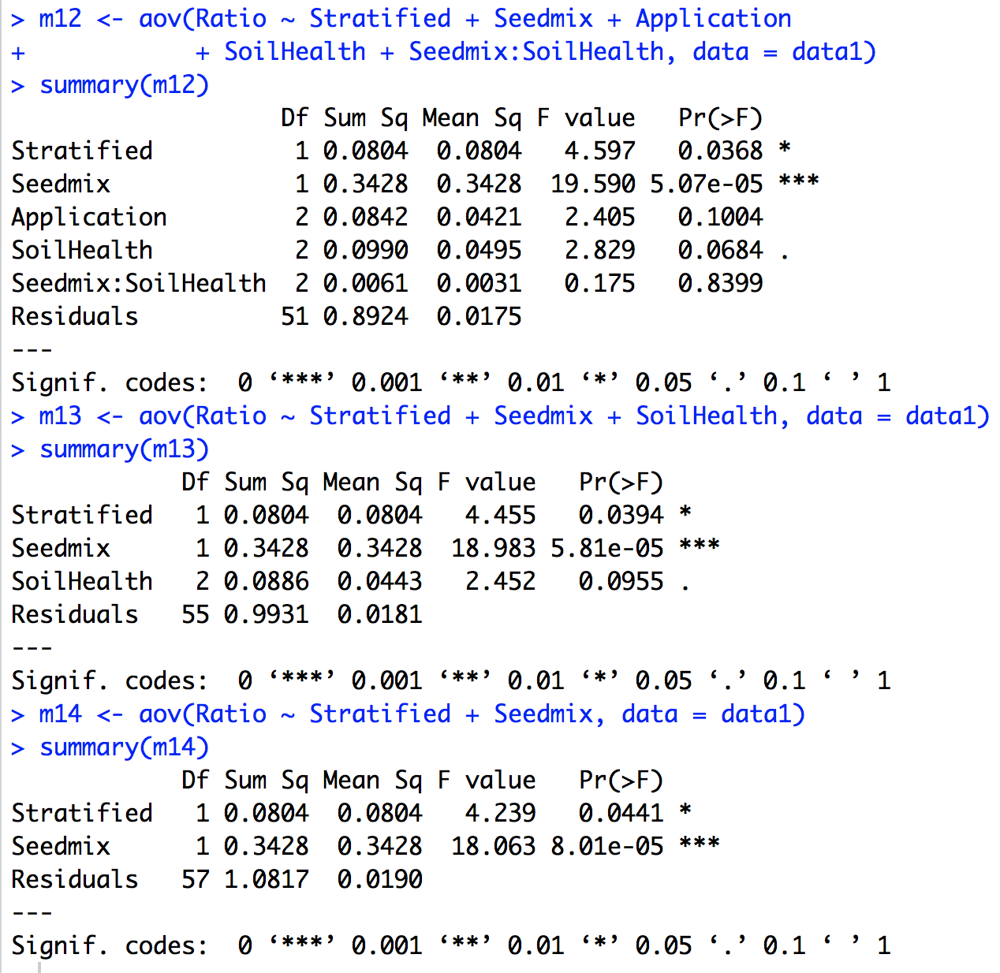 > m12 <- aov(Ratio ~ Stratified + Seedmix + Application
+            + SoilHealth + Seedmix:SoilHealth, data = data1)
> summary(m12)
                   Df Sum Sq Mean Sq F value   Pr(>F)
Stratified          1 0.0804  0.0804   4.597   0.0368 *
Seedmix             1 0.3428  0.3428  19.590 5.07e-05 ***
Application         2 0.0842  0.0421   2.405   0.1004
SoilHealth          2 0.0990  0.0495   2.829   0.0684 .
Seedmix:SoilHealth  2 0.0061  0.0031   0.175   0.8399
Residuals          51 0.8924  0.0175
---
Signif. codes:  0 ‘***’ 0.001 ‘**’ 0.01 ‘*’ 0.05 ‘.’ 0.1 ‘ ’ 1
> m13 <- aov(Ratio ~ Stratified + Seedmix + SoilHealth, data = data1)
> summary(m13)
            Df Sum Sq Mean Sq F value   Pr(>F)
Stratified   1 0.0804  0.0804   4.455   0.0394 *
Seedmix      1 0.3428  0.3428  18.983 5.81e-05 ***
SoilHealth   2 0.0886  0.0443   2.452   0.0955 .
Residuals   55 0.9931  0.0181
---
Signif. codes:  0 ‘***’ 0.001 ‘**’ 0.01 ‘*’ 0.05 ‘.’ 0.1 ‘ ’ 1
> m14 <- aov(Ratio ~ Stratified + Seedmix, data = data1)
> summary(m14)
            Df Sum Sq Mean Sq F value   Pr(>F)
Stratified   1 0.0804  0.0804   4.239   0.0441 *
Seedmix      1 0.3428  0.3428  18.063 8.01e-05 ***
Residuals   57 1.0817  0.0190
---
Signif. codes:  0 ‘***’ 0.001 ‘**’ 0.01 ‘*’ 0.05 ‘.’ 0.1 ‘ ’ 1